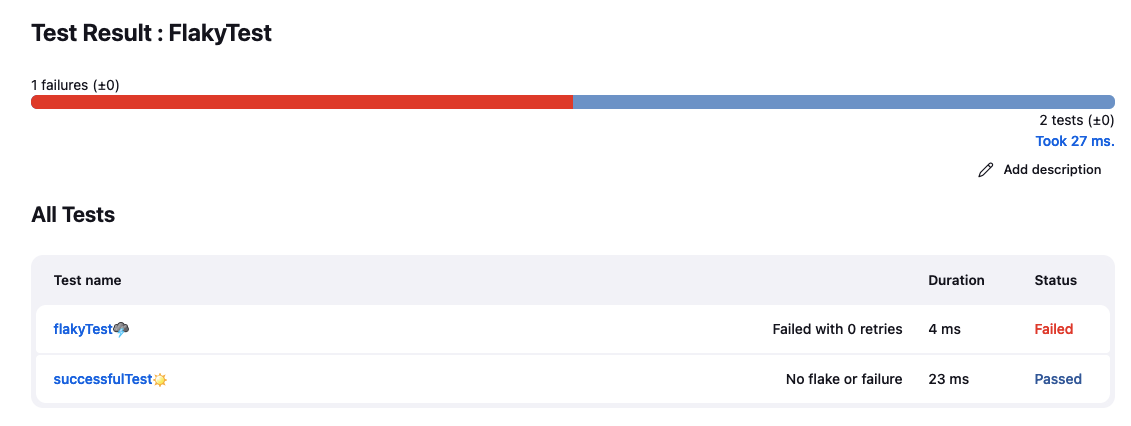 Test Result : FlakyTest
1 failures (±0)
2 tests (±0)
Took 27 ms.
Add description
All Tests
Test name Duration Status
flakyTest🌩️ Failed with 0 retries 4 ms Failed
successfulTest☀️ No flake or failure 23 ms Passed